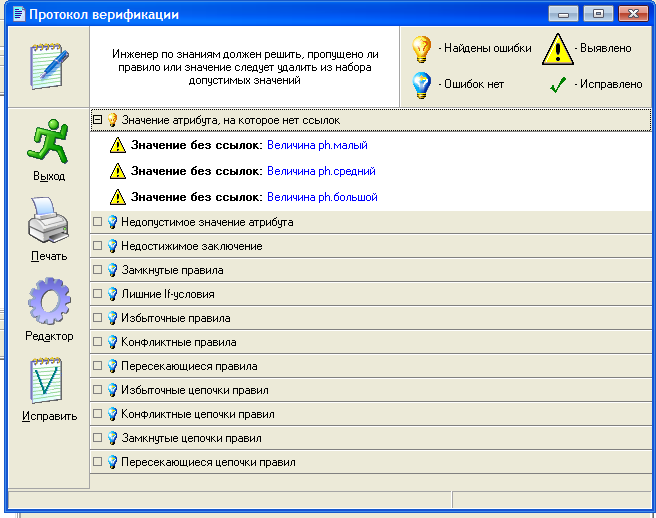 Протокол верификации
Инженер по знаниям должен решить, пропущено ли
правило или значение следует удалить из набора
допустимых значений
- Найдены ошибки
- Выявлено
- Ошибок нет
- Исправлено
Выход
Печать
Редактор
Исправить
Значение атрибута, на которое нет ссылок
Значение без ссылок: Величина ph.малый
Значение без ссылок: Величина ph.средний
Значение без ссылок: Величина ph.большой
Недопустимое значение атрибута
Недостижимое заключение
Замкнутые правила
Лишние If-условия
Избыточные правила
Конфликтные правила
Пересекающиеся правила
Избыточные цепочки правил
Конфликтные цепочки правил
Замкнутые цепочки правил
Пересекающиеся цепочки правил